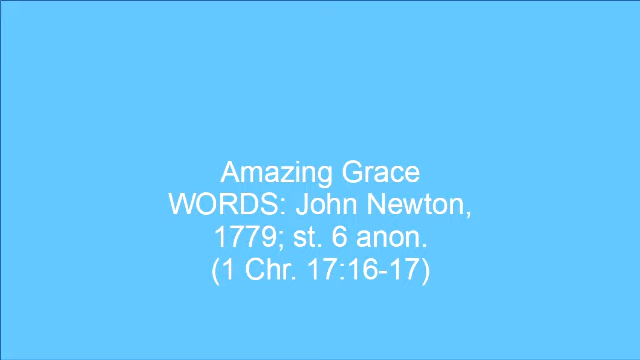 Amazing Grace
WORDS: John Newton,
1779; st. 6 anon.
(1 Chr. 17:16-17)